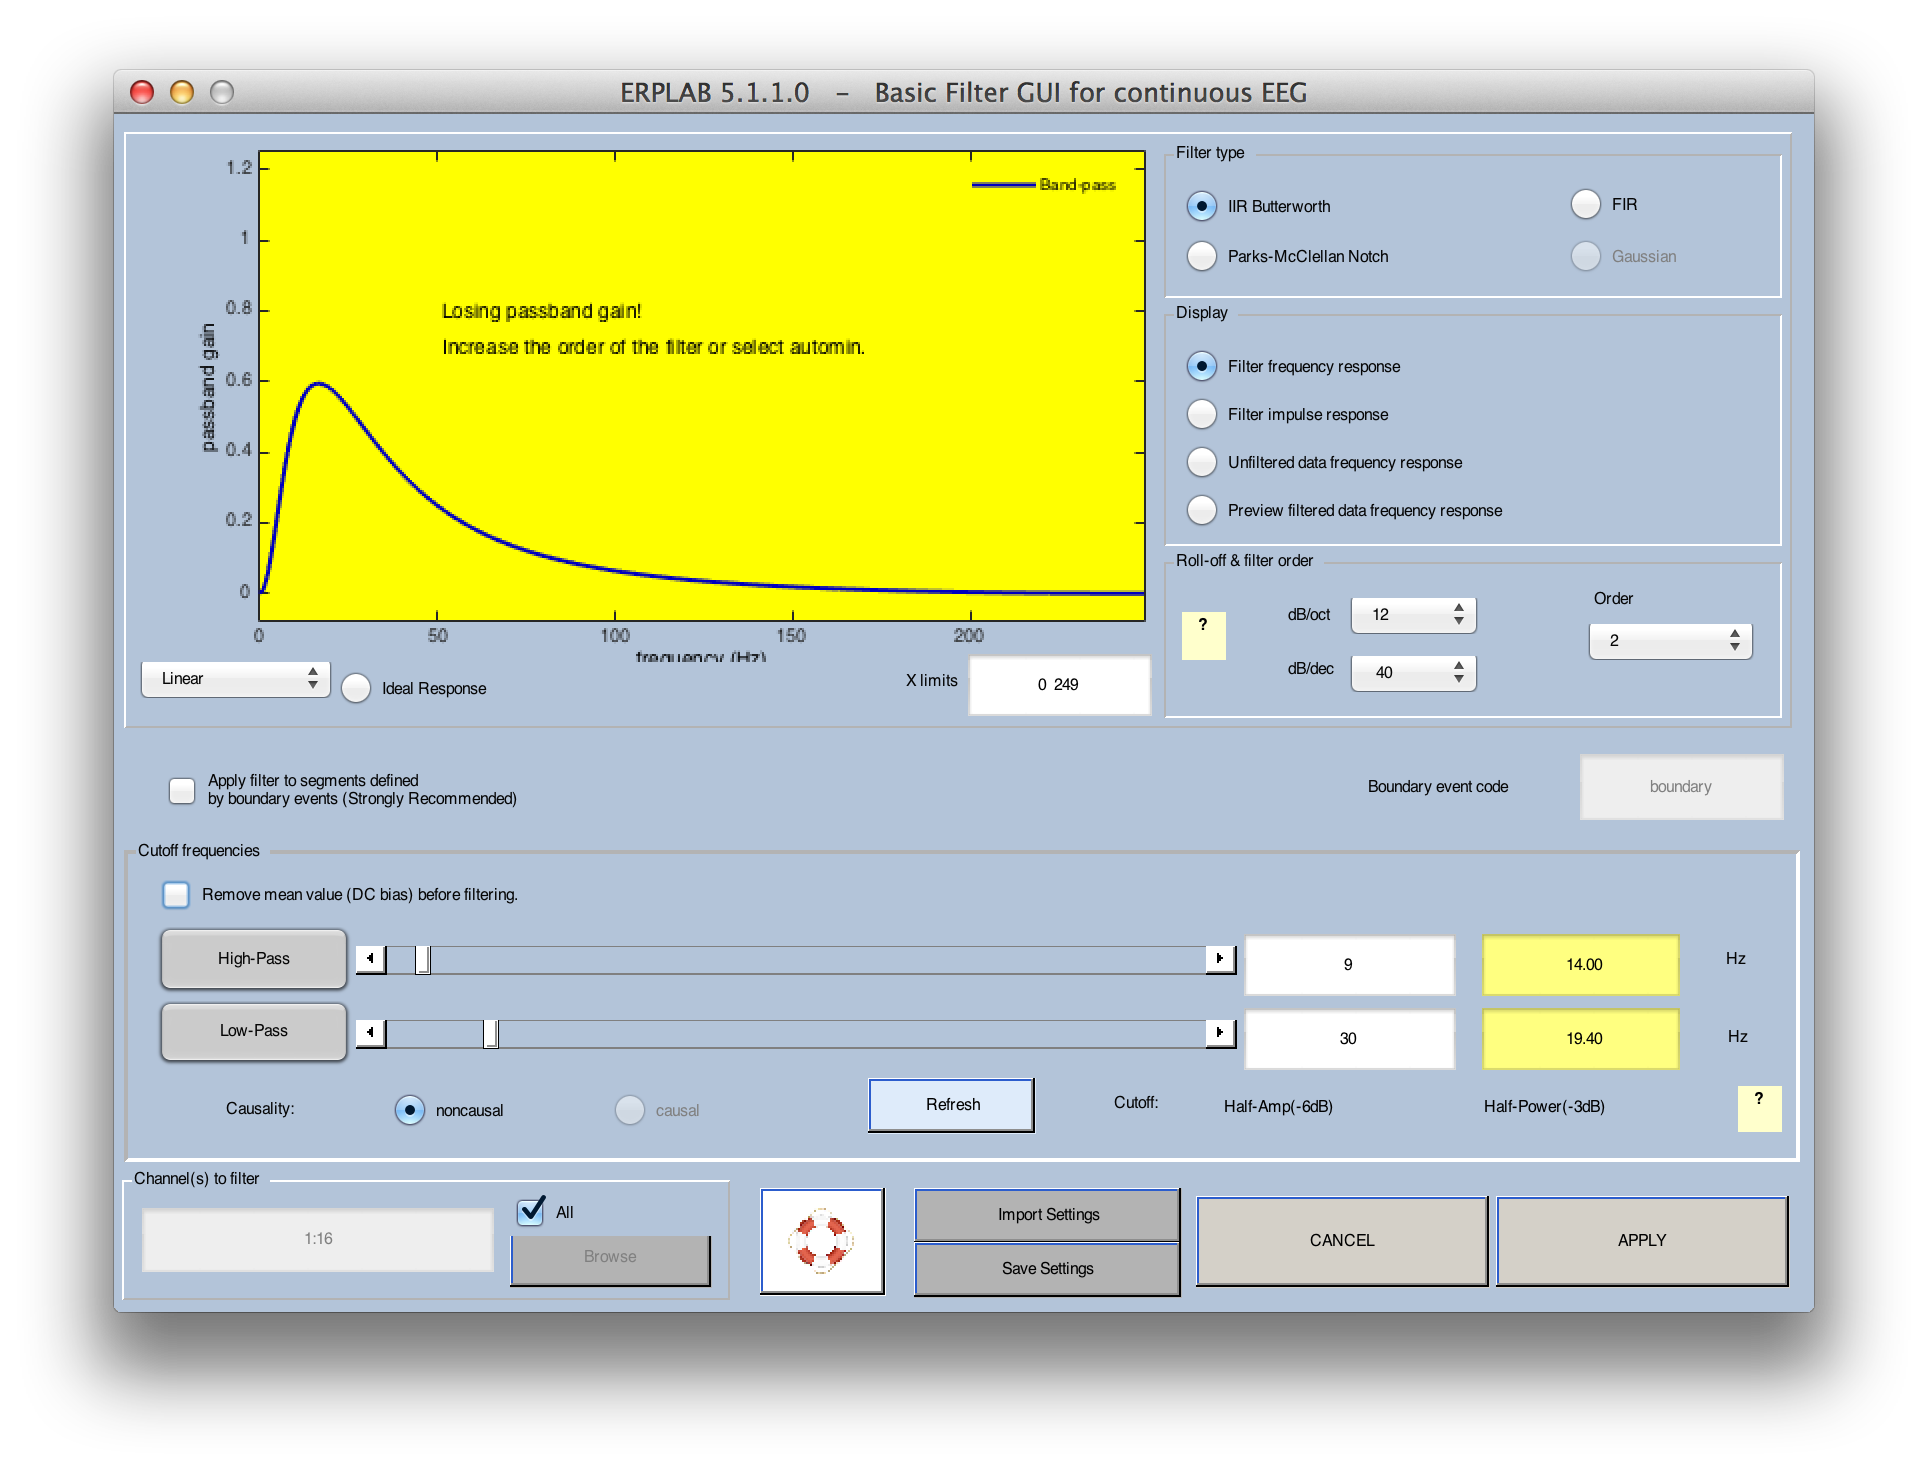 ERPLAB 5.1.1.0 - Basic Filter GUI for continuous EEG
1.2
1
0.8
0.6
0.4
0.2
0
passband gain
Band-pass
Losing passband gain!
Increase the order of the filter or select automin.
0 50 100 150 200
frequency (Hz)
Linear
Ideal Response
X limits
0 249
Filter type
IIR Butterworth
FIR
Parks-McClellan Notch
Gaussian
Display
Filter frequency response
Filter impulse response
Unfiltered data frequency response
Preview filtered data frequency response
Roll-off & filter order
?
dB/oct
12
Order
2
dB/dec
40
Apply filter to segments defined
by boundary events (Strongly Recommended)
Boundary event code
boundary
Cutoff frequencies
Remove mean value (DC bias) before filtering.
High-Pass
9
14.00
Hz
Low-Pass
30
19.40
Hz
Causality:
noncausal
causal
Refresh
Cutoff:
Half-Amp(-6dB)
Half-Power(-3dB)
?
Channel(s) to filter
1:16
All
Browse
Import Settings
Save Settings
CANCEL
APPLY